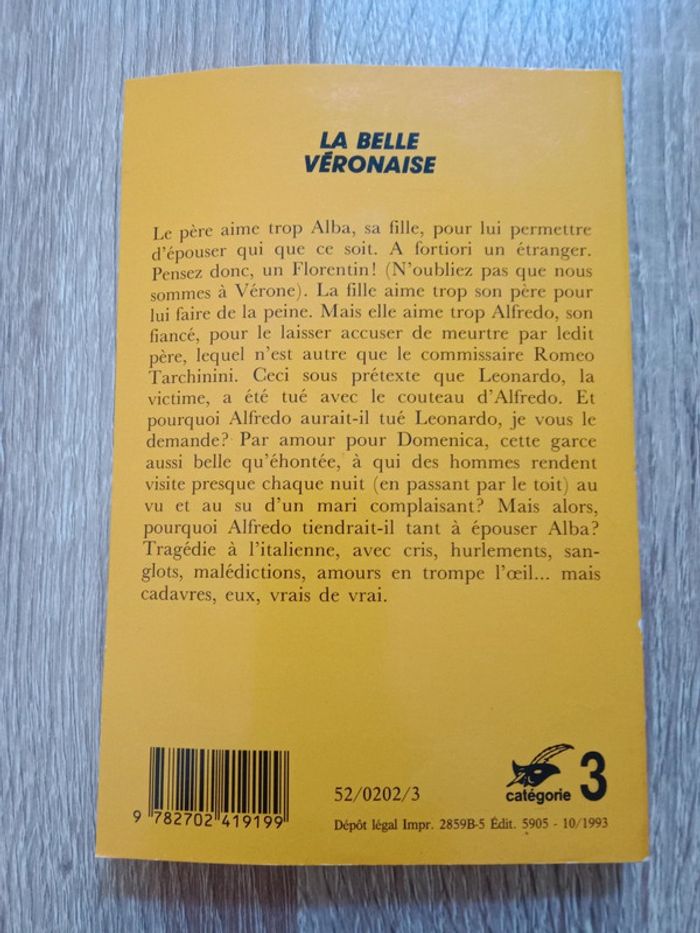 LA BELLE
VÉRONAISE
Le père aime trop Alba, sa fille, pour lui permettre
d'épouser qui que ce soit. A fortiori un étranger.
Pensez donc, un Florentin! (N'oubliez pas que nous
sommes à Vérone). La fille aime trop son père pour
lui faire de la peine. Mais elle aime trop Alfredo, son
fiancé, pour le laisser accuser de meurtre par ledit
père, lequel n'est autre que le commissaire Romeo
Tarchinini. Ceci sous prétexte que Leonardo, la
victime, a été tué avec le couteau d'Alfredo. Et
pourquoi Alfredo aurait-il tué Leonardo, je vous le
demande? Par amour pour Domenica, cette garce
aussi belle qu'éhontée, à qui des hommes rendent
visite presque chaque nuit (en passant par le toit) au
vu et au su d'un mari complaisant? Mais alors,
pourquoi Alfredo tiendrait-il tant à épouser Alba?
Tragédie à l'italienne, avec cris, hurlements, san-
glots, malédictions, amours en trompe l'œil... mais
cadavres, eux, vrais de vrai.
9 782702 419199
52/0202/3
catégorie 3
Dépôt légal Impr. 2859B-5 Édit. 5905 - 10/1993